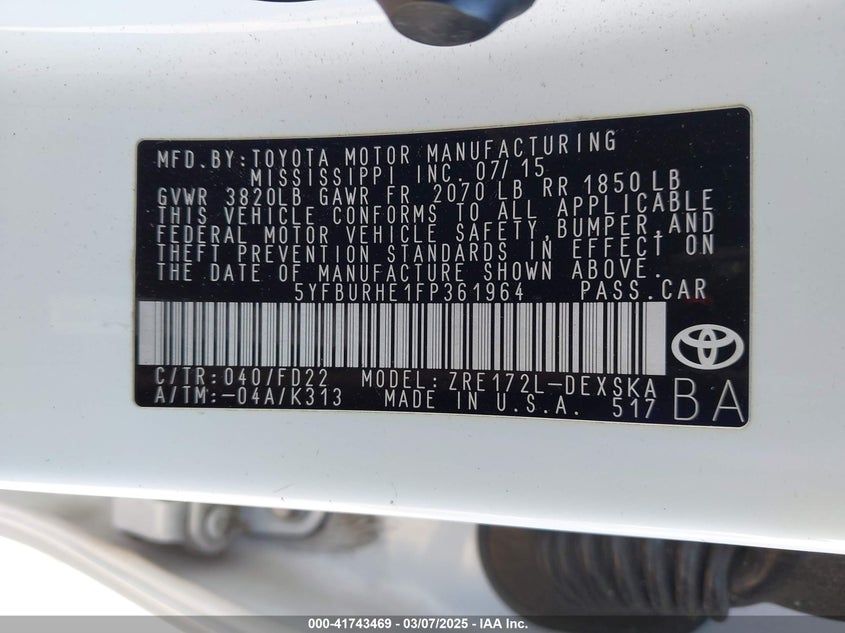 MFD.BY:TOYOTA MOTOR MANUFACTURING
MISSISSIPPI INC. 07/15
GVWR 3820LB GAWR FR 2070 LB RR 1850LB
THIS VEHICLE CONFORMS TO ALL APPLICABLE
FEDERAL MOTOR VEHICLE SAFETY,BUMPER,AND
THEFT PREVENTION STANDARDS IN EFFECT ON
THE DATE OF MANUFACTURE SHOWN ABOVE.
5YFBURHE1FP361964 PASS.CAR
C/TR: 040/FD22 MODEL: ZRE172L-DEXSKA
A/TM:-04A/K313 MADE IN U.S.A. 517 BA
000-41743469 - 03/07/2025 - IAA Inc.